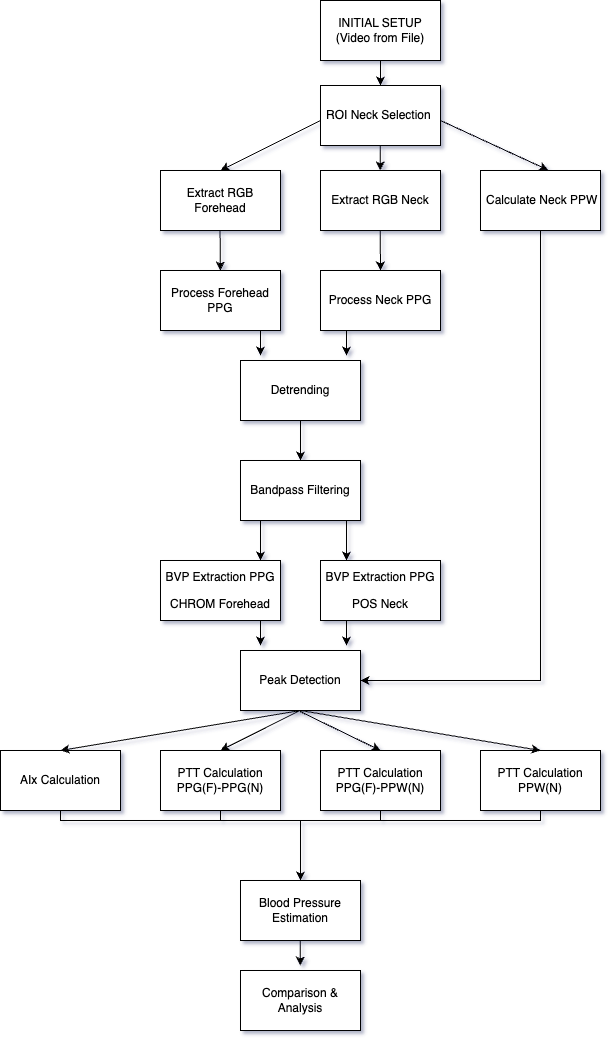 INITIAL SETUP
(Video from File)
ROI Neck Selection
Extract RGB
Forehead
Extract RGB Neck
Calculate Neck PPW
Process Forehead
PPG
Process Neck PPG
Detrending
Bandpass Filtering
BVP Extraction PPG
CHROM Forehead
BVP Extraction PPG
POS Neck
Peak Detection
AIx Calculation
PTT Calculation
PPG(F)-PPG(N)
PTT Calculation
PPG(F)-PPW(N)
PTT Calculation
PPW(N)
Blood Pressure
Estimation
Comparison &
Analysis